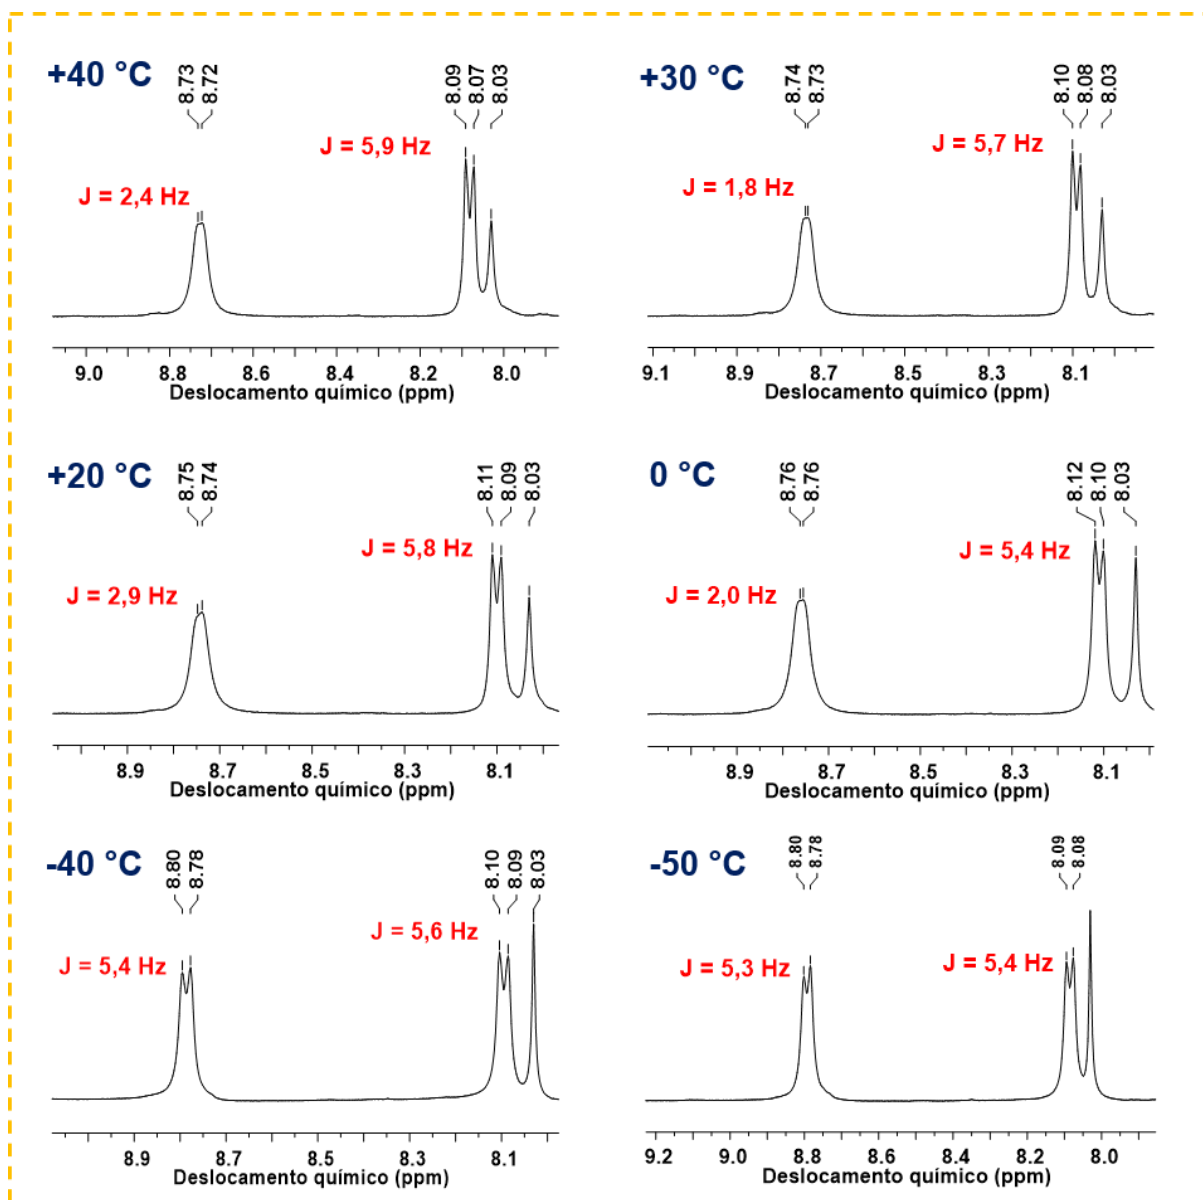 +40 °C
8.73
8.72
8.09
8.07
8.03
J = 5,9 Hz
J = 2,4 Hz
9.0 8.8 8.6 8.4 8.2 8.0
Deslocamento químico (ppm)
+30 °C
8.74
8.73
8.10
8.08
8.03
J = 5,7 Hz
J = 1,8 Hz
9.1 8.9 8.7 8.5 8.3 8.1
Deslocamento químico (ppm)
+20 °C
8.75
8.74
8.11
8.09
8.03
J = 5,8 Hz
J = 2,9 Hz
8.9 8.7 8.5 8.3 8.1
Deslocamento químico (ppm)
0 °C
8.76
8.76
8.12
8.10
8.03
J = 5,4 Hz
J = 2,0 Hz
8.9 8.7 8.5 8.3 8.1
Deslocamento químico (ppm)
-40 °C
8.80
8.78
8.10
8.09
8.03
J = 5,6 Hz
J = 5,4 Hz
8.9 8.7 8.5 8.3 8.1
Deslocamento químico (ppm)
-50 °C
8.80
8.78
8.09
8.08
J = 5,3 Hz
J = 5,4 Hz
9.2 9.0 8.8 8.6 8.4 8.2 8.0
Deslocamento químico (ppm)